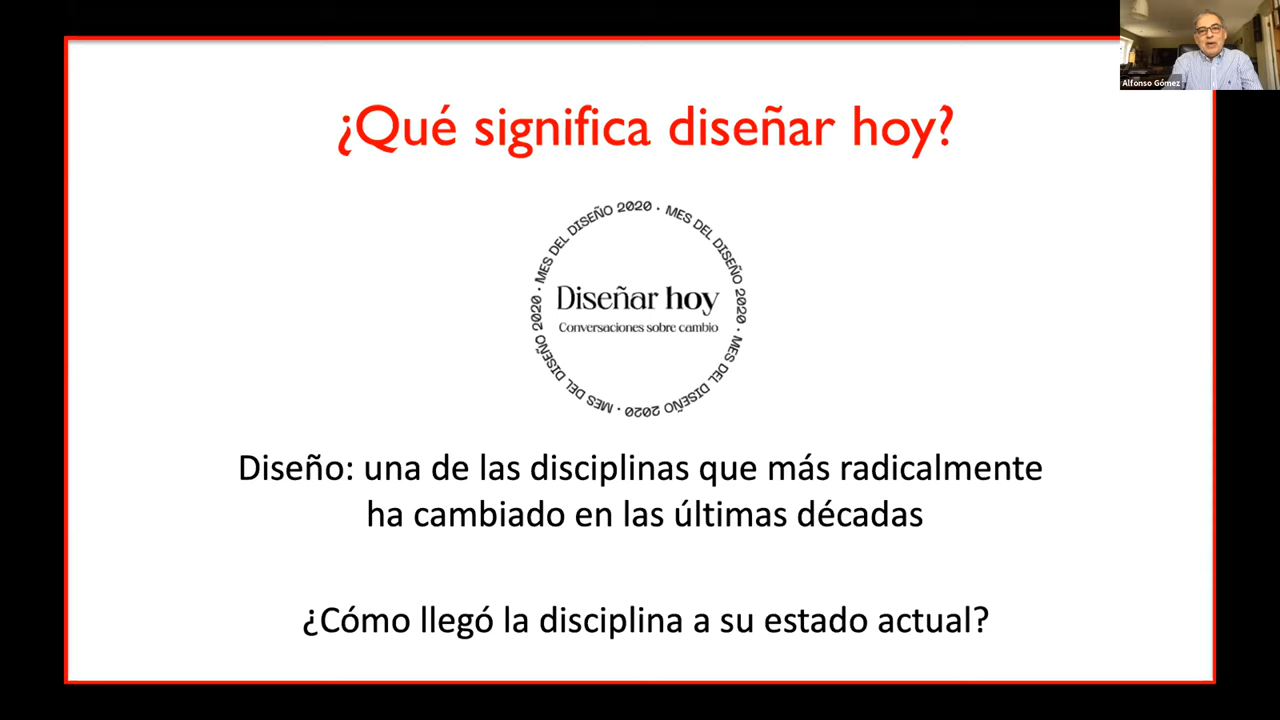 ¿Qué significa diseñar hoy?
MES DEL DISEÑO 2020 · MES DEL DISEÑO 2020 · MES DEL DISEÑO 2020 · MES DEL DISEÑO 2020 ·
Diseñar hoy
Conversaciones sobre cambio
Diseño: una de las disciplinas que más radicalmente
ha cambiado en las últimas décadas
¿Cómo llegó la disciplina a su estado actual?
Alfonso Gómez